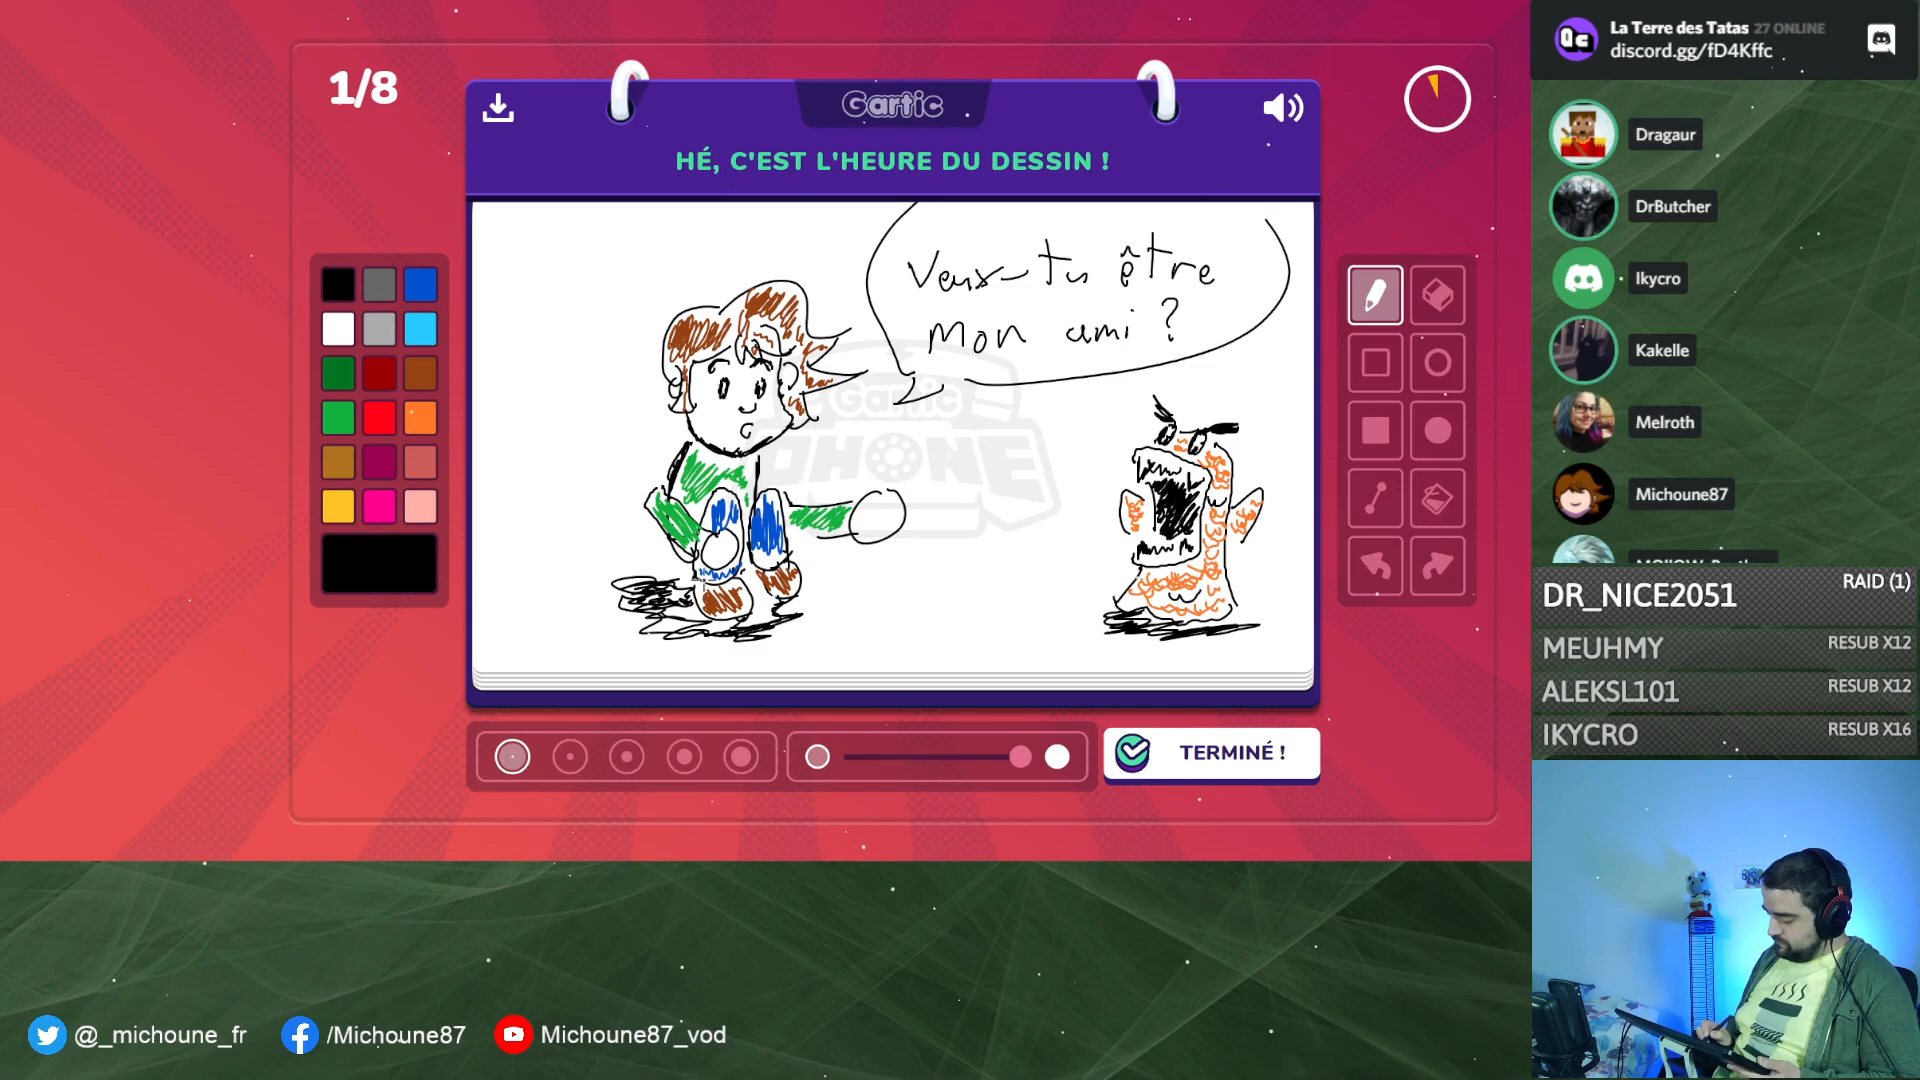 1/8
Gartic
HÉ, C'EST L'HEURE DU DESSIN !
Veux-tu être
mon ami ?
Gartic
PHONE
TERMINÉ !
La Terre des Tatas 27 ONLINE
discord.gg/fD4Kffc
Dragaur
DrButcher
Ikycro
Kakelle
Melroth
Michoune87
DR_NICE2051 RAID (1)
MEUHMY RESUB X12
ALEKSL101 RESUB X12
IKYCRO RESUB X16
@_michoune_fr
/Michoune87
Michoune87_vod